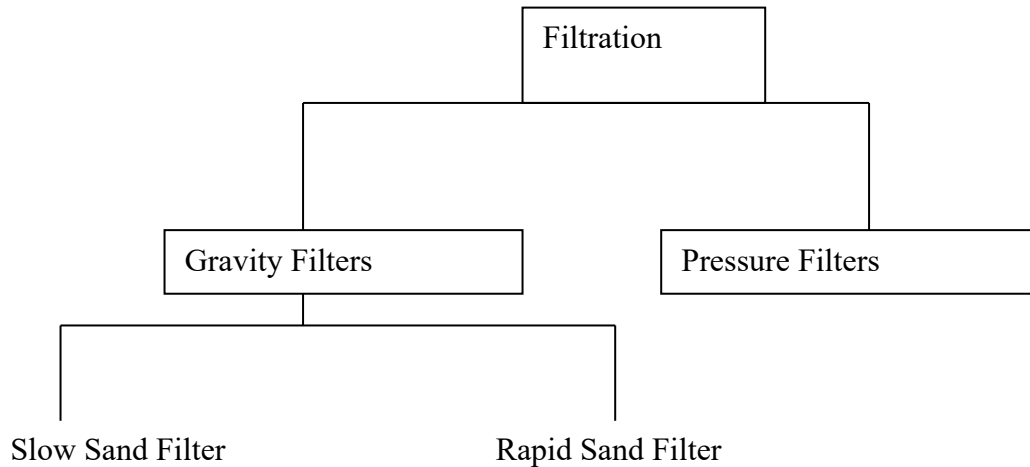 Filtration
Gravity Filters
Pressure Filters
Slow Sand Filter
Rapid Sand Filter